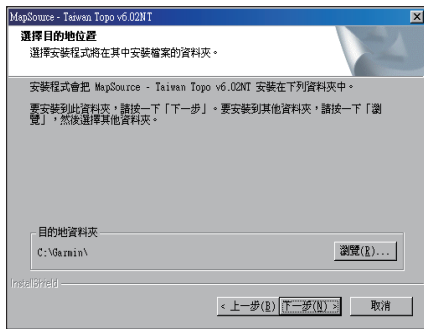 MapSource - Taiwan Topo v6.02NT
選擇目的地位置
選擇安裝程式將在其中安裝檔案的資料夾。
安裝程式會把 MapSource - Taiwan Topo v6.02NT 安裝在下列資料夾中。
要安裝到此資料夾，請按一下「下一步」。要安裝到其他資料夾，請按一下「瀏
覽」，然後選擇其他資料夾。
目的地資料夾
C:\Garmin\
瀏覽(R)...
InstallShield
< 上一步(B)
下一步(N) >
取消